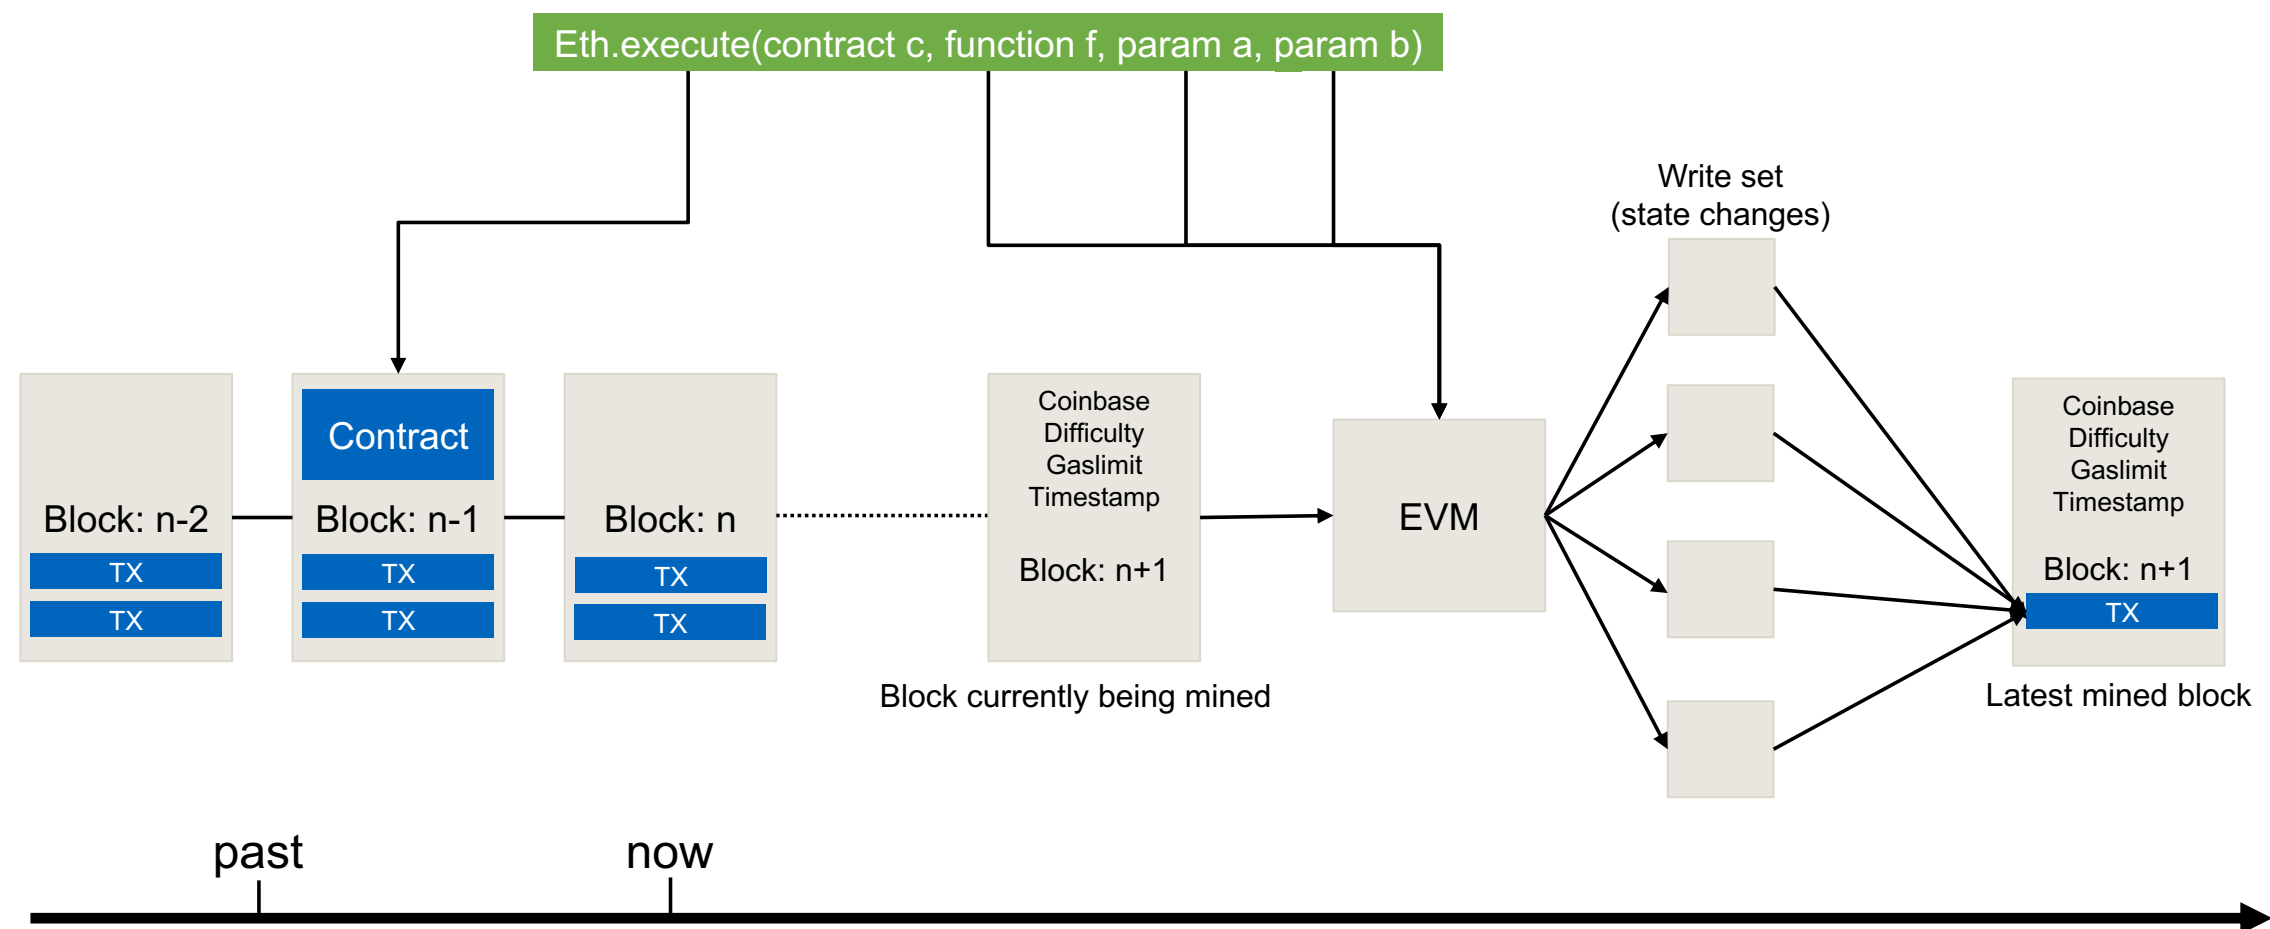 Eth.execute(contract c, function f, param a, param b)
Write set
(state changes)
Contract
Block: n-2
TX
TX
Block: n-1
TX
TX
Block: n
TX
TX
Coinbase
Difficulty
Gaslimit
Timestamp
Block: n+1
Block currently being mined
EVM
Coinbase
Difficulty
Gaslimit
Timestamp
Block: n+1
TX
Latest mined block
past
now